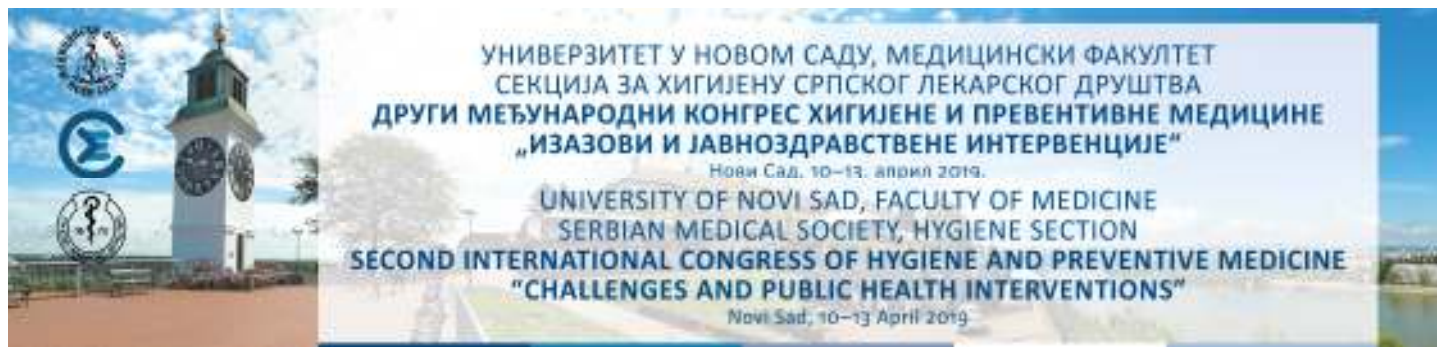 УНИВЕРЗИТЕТ У НОВОМ САДУ, МЕДИЦИНСКИ ФАКУЛТЕТ
СЕКЦИЈА ЗА ХИГИЈЕНУ СРПСКОГ ЛЕКАРСКОГ ДРУШТВА
ДРУГИ МЕЂУНАРОДНИ КОНГРЕС ХИГИЈЕНЕ И ПРЕВЕНТИВНЕ МЕДИЦИНЕ
„ИЗАЗОВИ И ЈАВНОЗДРАВСТВЕНЕ ИНТЕРВЕНЦИЈЕ“
Нови Сад, 10–13. април 2019.
UNIVERSITY OF NOVI SAD, FACULTY OF MEDICINE
SERBIAN MEDICAL SOCIETY, HYGIENE SECTION
SECOND INTERNATIONAL CONGRESS OF HYGIENE AND PREVENTIVE MEDICINE
“CHALLENGES AND PUBLIC HEALTH INTERVENTIONS”
Novi Sad, 10–13 April 2019